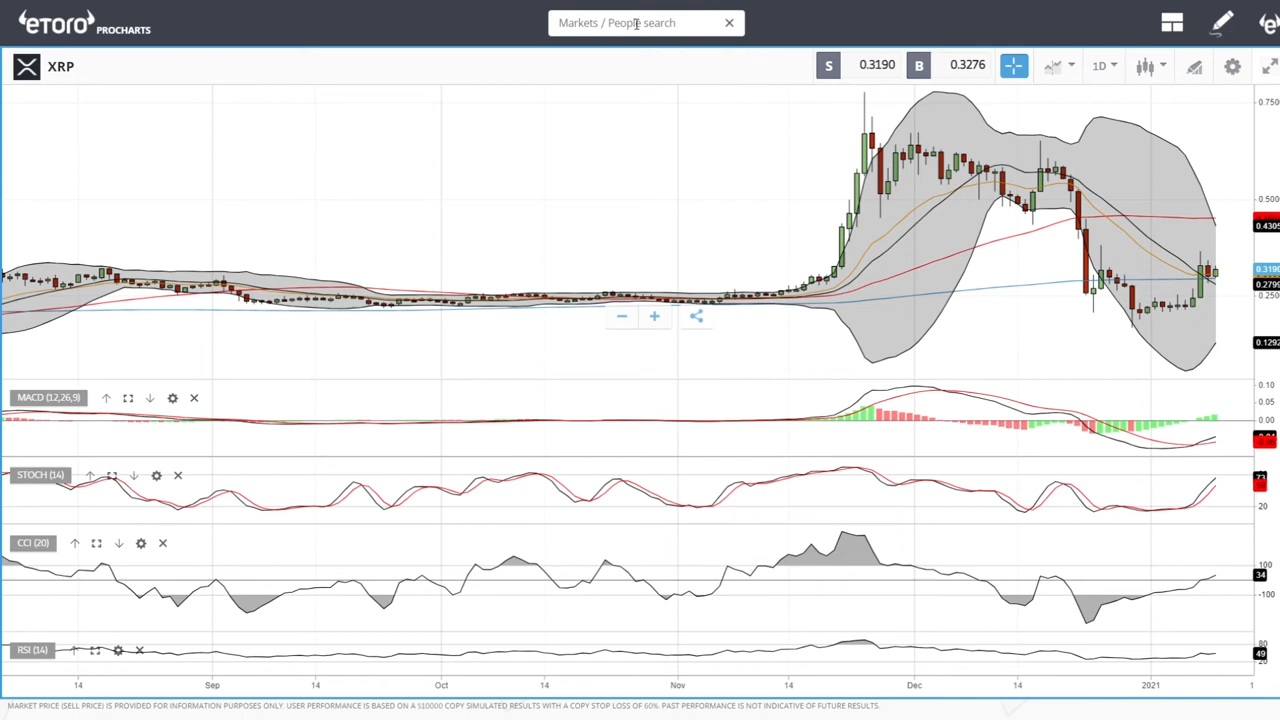 eTORO PROCHARTS
Markets / People search
XRP
S 0.3190 B 0.3276
1D
0.750
0.500
0.4305
0.3190
0.2799
0.250
0.1292
MACD (12,26,9)
0.10
0.05
0.00
STOCH (14)
20
CCI (20)
100
34
-100
RSI (14)
80
49
20
14 Sep 14 Oct 14 Nov 14 Dec 14 2021 1
MARKET PRICE (SELL PRICE) IS PROVIDED FOR INFORMATION PURPOSES ONLY. USER PERFORMANCE IS BASED ON A $10000 COPY SIMULATED RESULTS WITH A COPY STOP LOSS OF 60%. PAST PERFORMANCE IS NOT INDICATIVE OF FUTURE RESULTS.